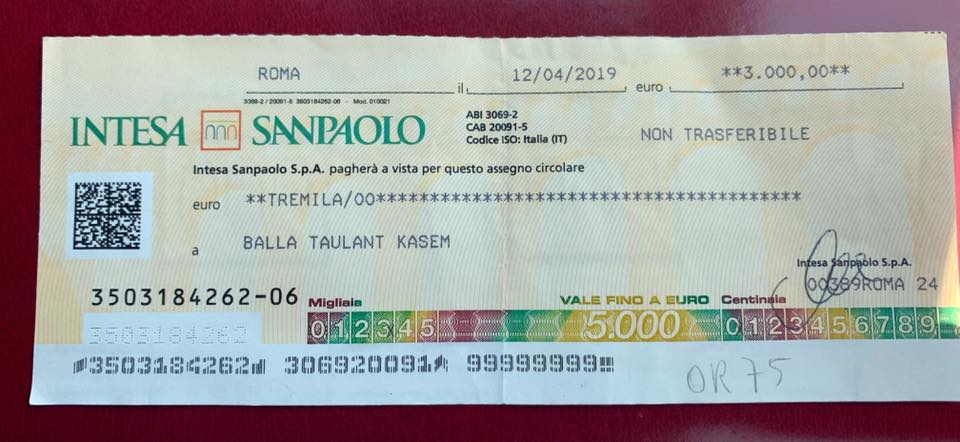 ROMA il 12/04/2019 euro **3.000,00**
3069-2 / 20091-5 3503184262-06 - Mod. 010021
INTESA SANPAOLO
ABI 3069-2
CAB 20091-5
Codice ISO: Italia (IT)
NON TRASFERIBILE
Intesa Sanpaolo S.p.A. pagherà a vista per questo assegno circolare
euro **TREMILA/00****************************************
a BALLA TAULANT KASEM
Intesa Sanpaolo S.p.A.
00389ROMA 24
3503184262-06 Migliaia VALE FINO A EURO Centinaia
0 1 2 3 4 5 5.000 0 1 2 3 4 5 6 7 8 9
3503184262
3503184262 306920091 99999999
OR 75